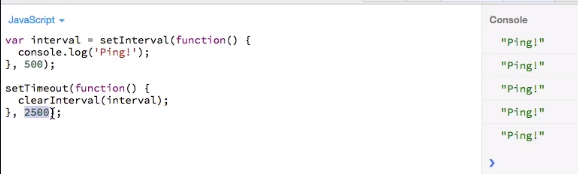 JavaScript
var interval = setInterval(function() {
  console.log('Ping!');
}, 500);

setTimeout(function() {
  clearInterval(interval);
}, 2500);
Console
"Ping!"
"Ping!"
"Ping!"
"Ping!"
"Ping!"